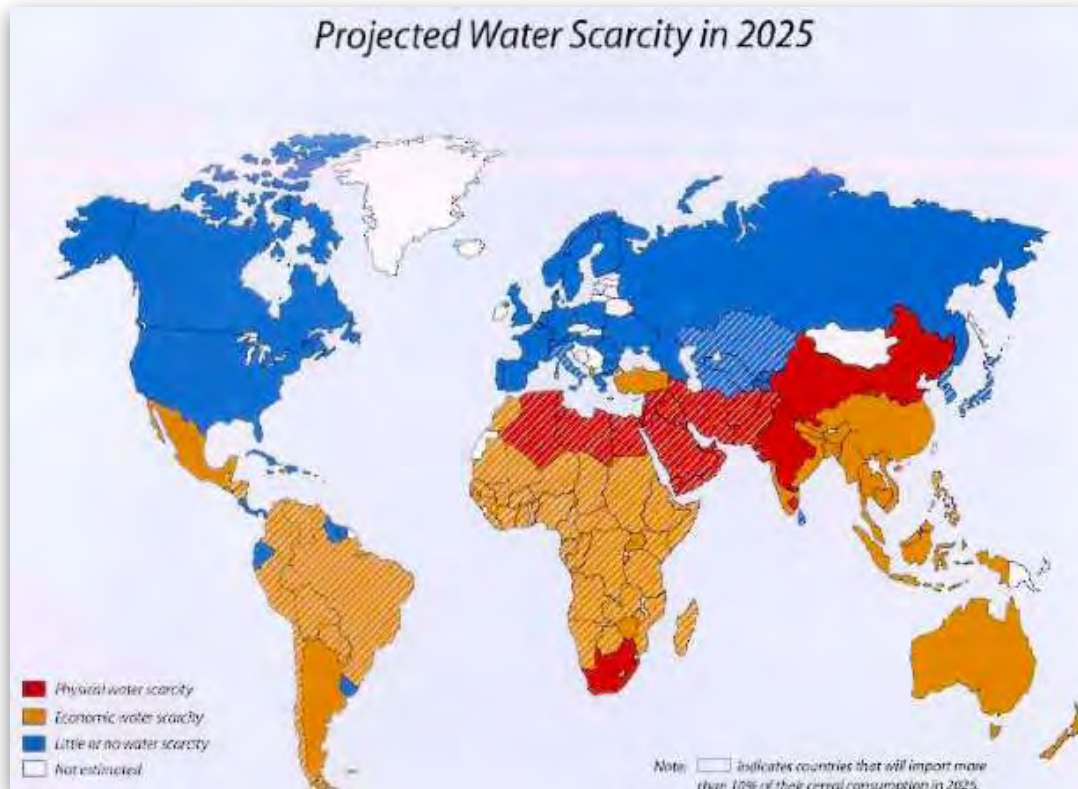 Projected Water Scarcity in 2025
Physical water scarcity
Economic water scarcity
Little or no water scarcity
Not estimated
Note: indicates countries that will import more
than 10% of their cereal consumption in 2025.